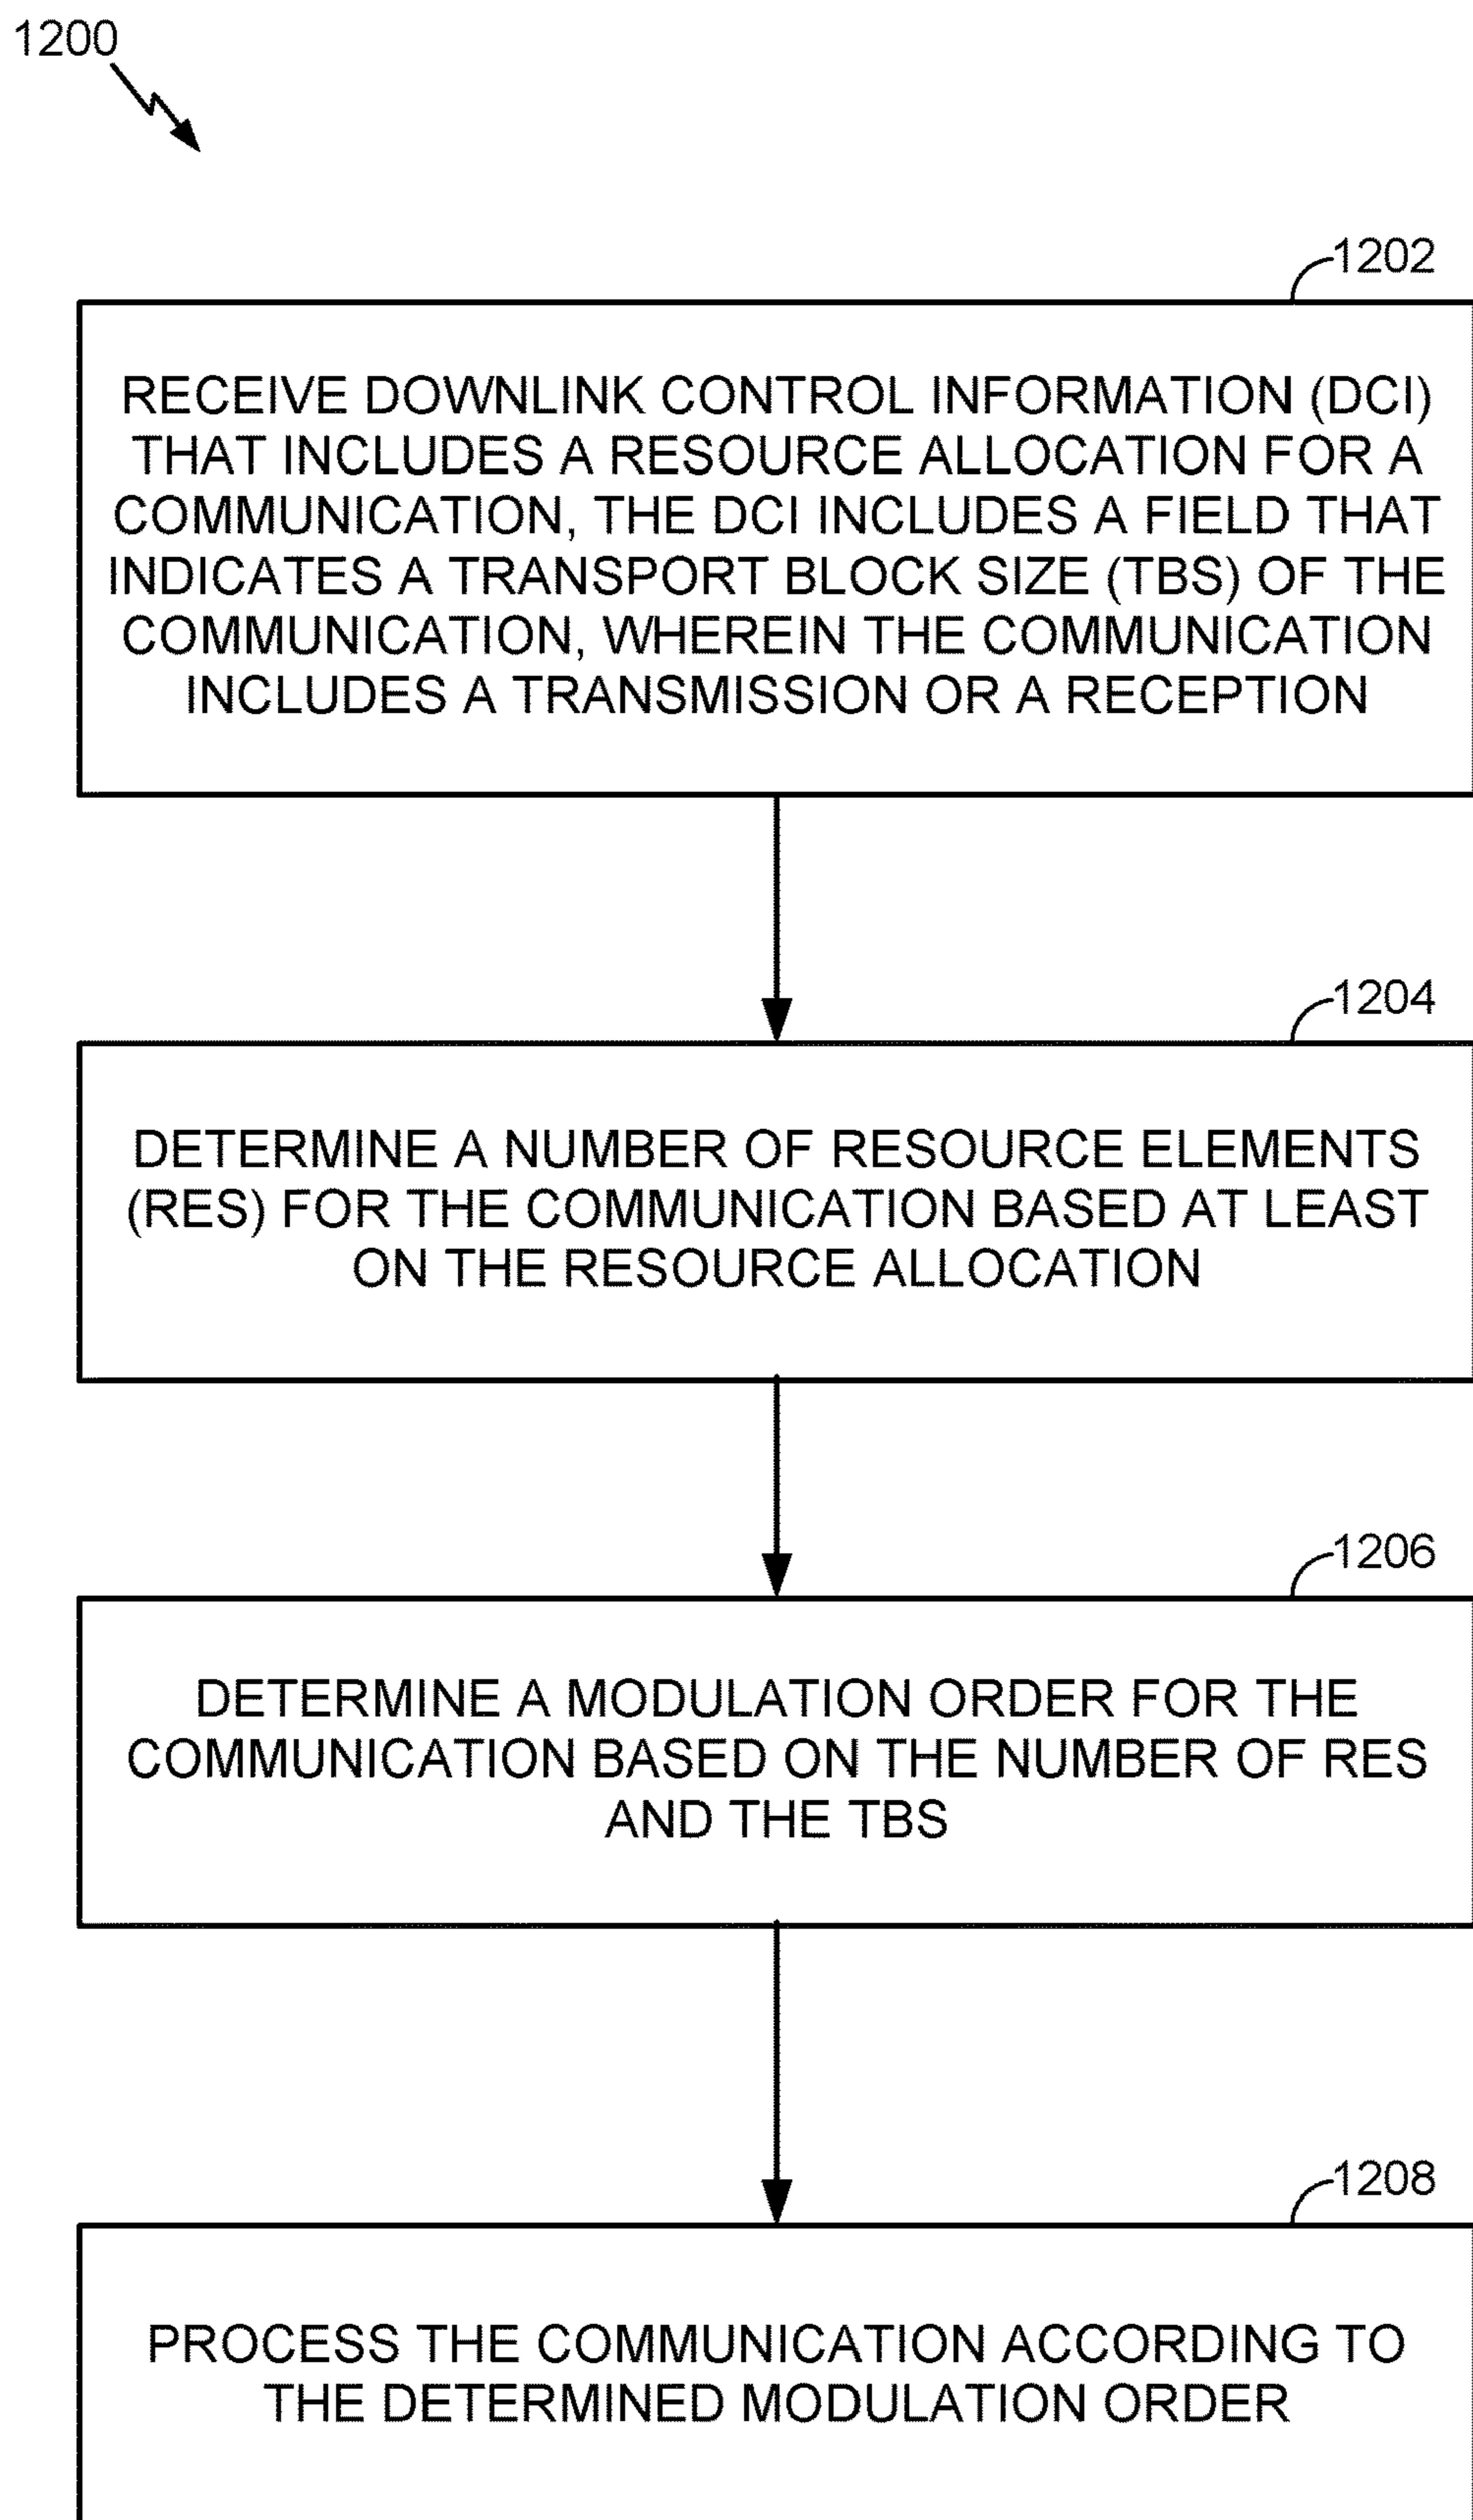 1200
1202
RECEIVE DOWNLINK CONTROL INFORMATION (DCI)
THAT INCLUDES A RESOURCE ALLOCATION FOR A
COMMUNICATION, THE DCI INCLUDES A FIELD THAT
INDICATES A TRANSPORT BLOCK SIZE (TBS) OF THE
COMMUNICATION, WHEREIN THE COMMUNICATION
INCLUDES A TRANSMISSION OR A RECEPTION
1204
DETERMINE A NUMBER OF RESOURCE ELEMENTS
(RES) FOR THE COMMUNICATION BASED AT LEAST
ON THE RESOURCE ALLOCATION
1206
DETERMINE A MODULATION ORDER FOR THE
COMMUNICATION BASED ON THE NUMBER OF RES
AND THE TBS
1208
PROCESS THE COMMUNICATION ACCORDING TO
THE DETERMINED MODULATION ORDER